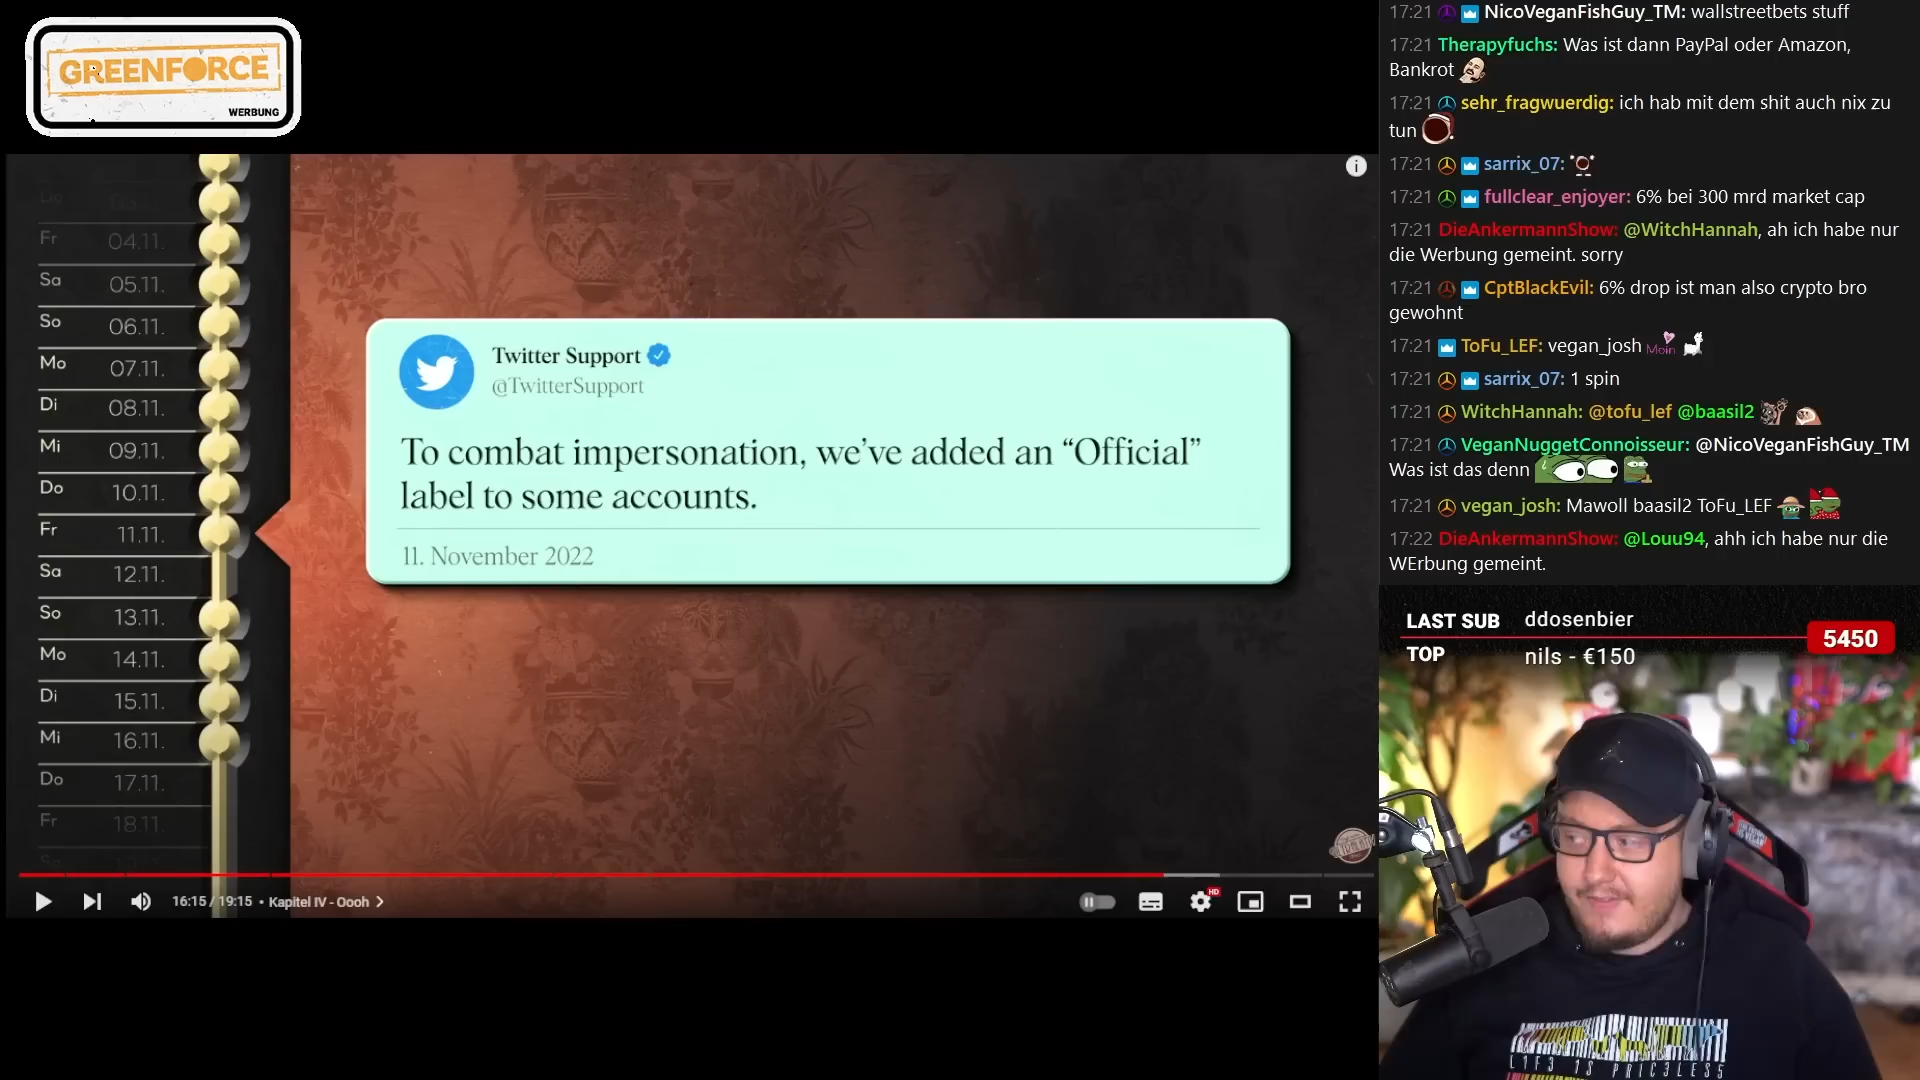 GREENFORCE
WERBUNG
Fr 04.11.
Sa 05.11.
So 06.11.
Mo 07.11.
Di 08.11.
Mi 09.11.
Do 10.11.
Fr 11.11.
Sa 12.11.
So 13.11.
Mo 14.11.
Di 15.11.
Mi 16.11.
Do 17.11.
Fr 18.11.
Twitter Support
@TwitterSupport
To combat impersonation, we’ve added an “Official”
label to some accounts.
11. November 2022
16:15 / 19:15 • Kapitel IV - Oooh
HD
17:21 NicoVeganFishGuy_TM: wallstreetbets stuff
17:21 Therapyfuchs: Was ist dann PayPal oder Amazon,
Bankrot
17:21 sehr_fragwuerdig: ich hab mit dem shit auch nix zu
tun
17:21 sarrix_07:
17:21 fullclear_enjoyer: 6% bei 300 mrd market cap
17:21 DieAnkermannShow: @WitchHannah, ah ich habe nur
die Werbung gemeint. sorry
17:21 CptBlackEvil: 6% drop ist man also crypto bro
gewohnt
17:21 ToFu_LEF: vegan_josh Moin
17:21 sarrix_07: 1 spin
17:21 WitchHannah: @tofu_lef @baasil2
17:21 VeganNuggetConnoisseur: @NicoVeganFishGuy_TM
Was ist das denn
17:21 vegan_josh: Mawoll baasil2 ToFu_LEF
17:22 DieAnkermannShow: @Louu94, ahh ich habe nur die
WErbung gemeint.
LAST SUB ddosenbier
5450
TOP nils - €150
L1F3 1S PRIC3LESS